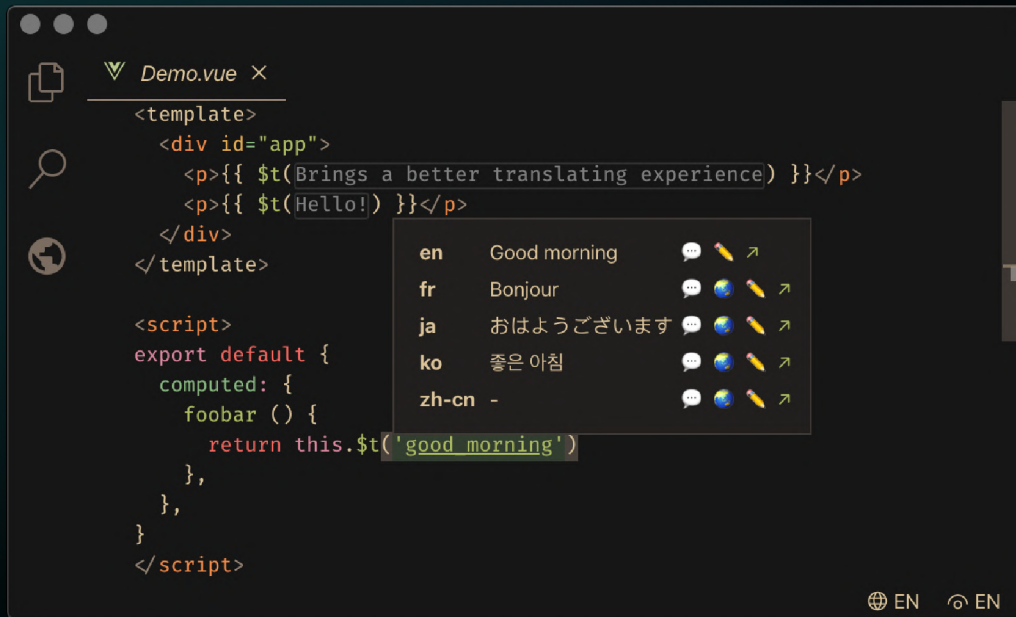 Demo.vue
<template>
<div id="app">
<p>{{ $t(Brings a better translating experience) }}</p>
<p>{{ $t(Hello!) }}</p>
</div>
</template>
en Good morning
fr Bonjour
ja おはようございます
ko 좋은 아침
zh-cn -
<script>
export default {
computed: {
foobar () {
return this.$t('good_morning')
},
},
}
</script>
EN EN